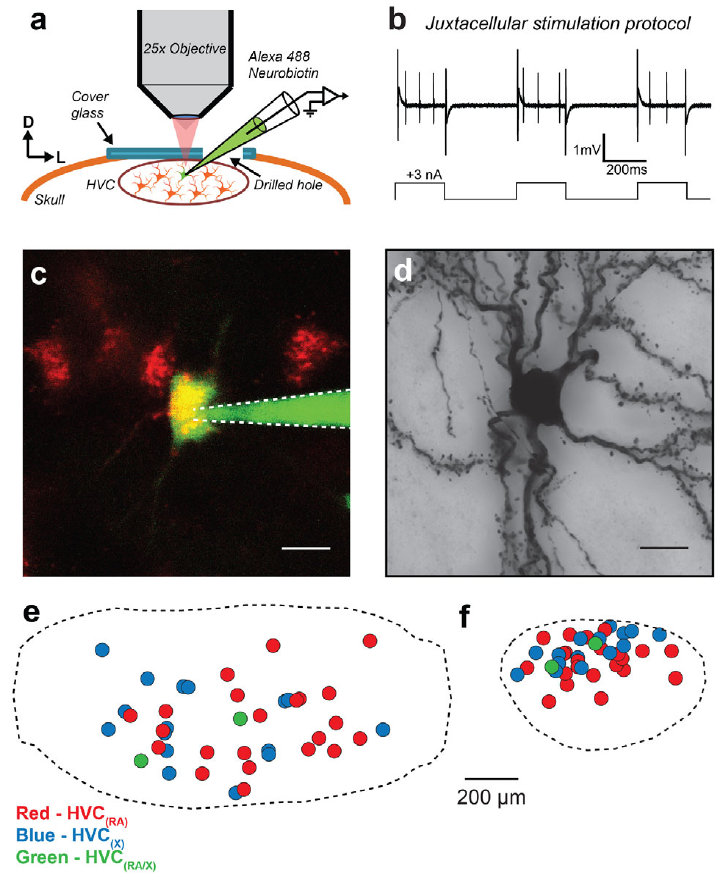 a
25x Objective
Alexa 488
Neurobiotin
Cover
glass
D
L
HVC
Drilled hole
Skull
b
Juxtacellular stimulation protocol
1mV
200ms
+3 nA
c
d
e
f
200 µm
Red - HVC(RA)
Blue - HVC(X)
Green - HVC(RA/X)